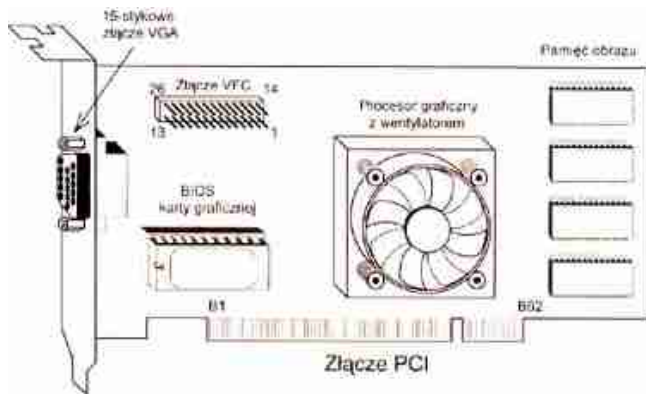 15-stykowe
złącze VGA
Pamięć obrazu
26 Złącze VFC 14
13 1
Procesor graficzny
z wentylatorem
BIOS
karty graficznej
B1
B62
Złącze PCI